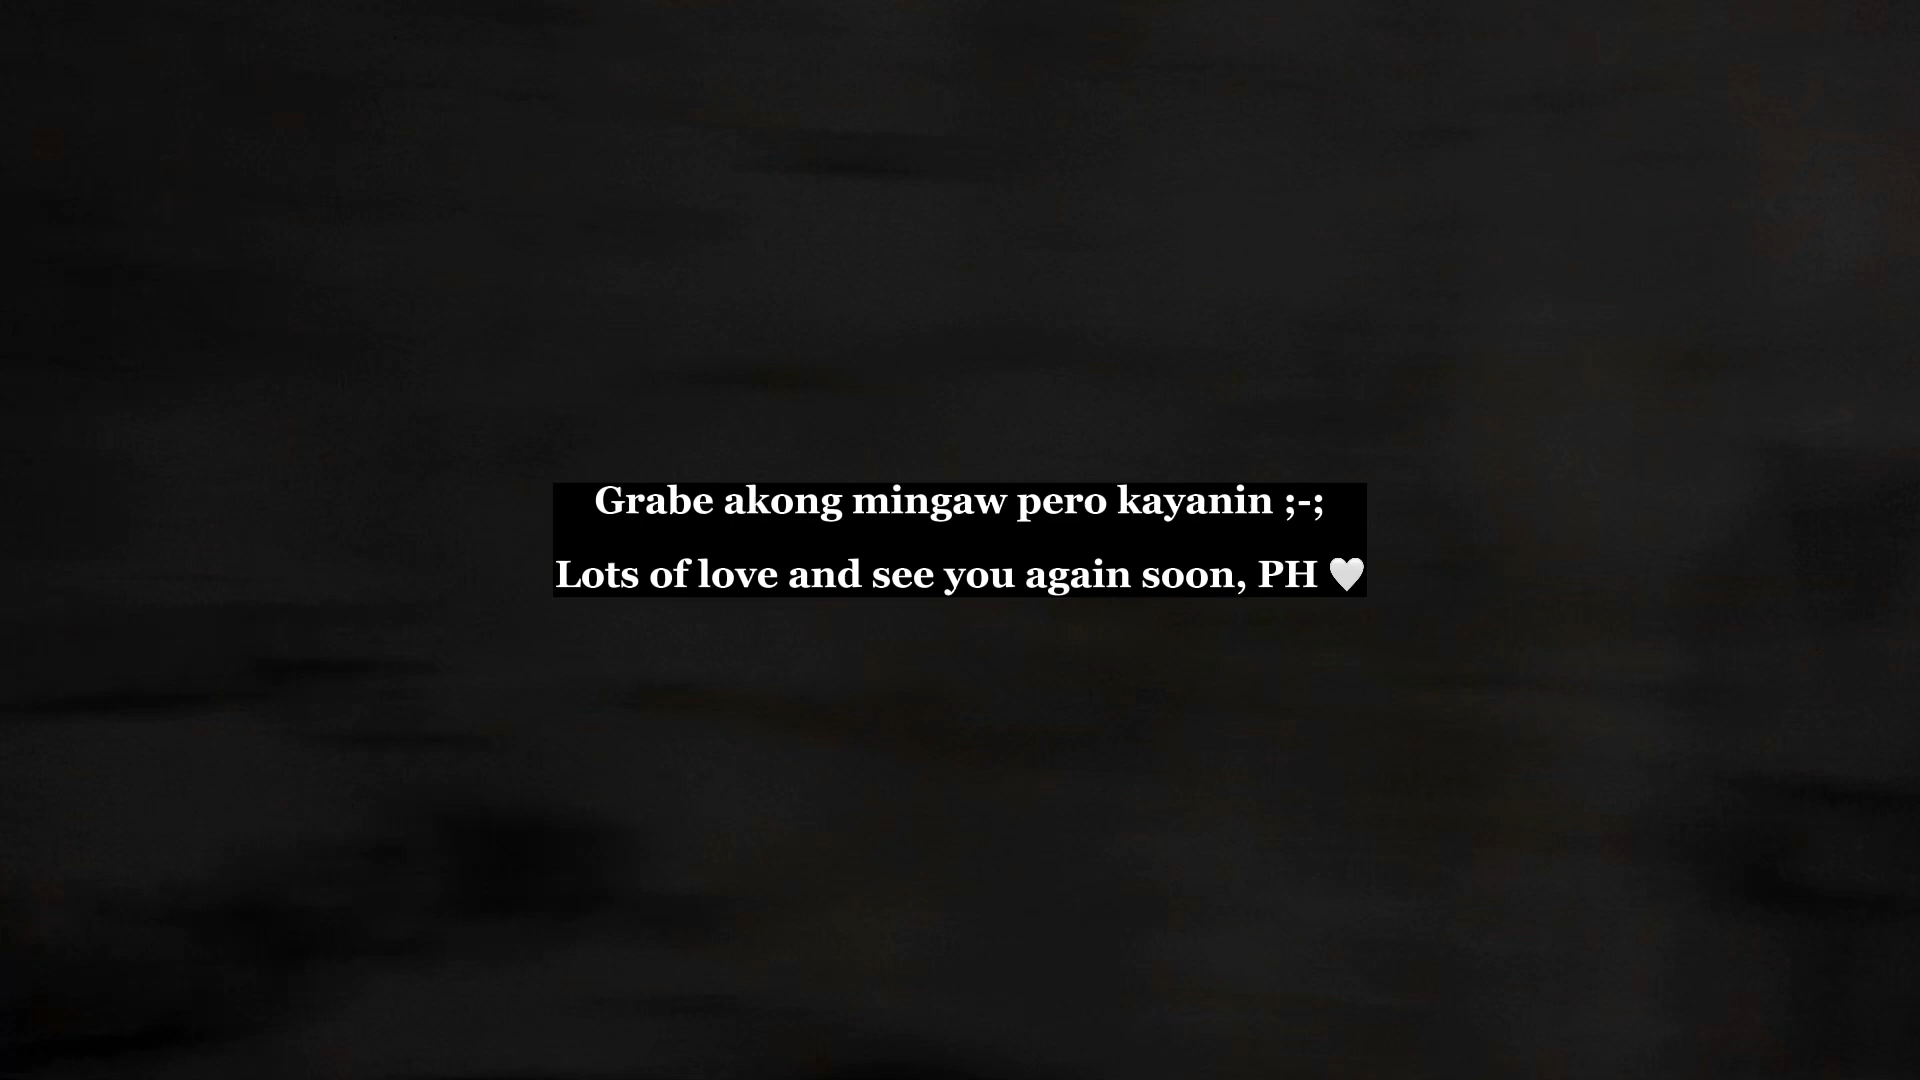 Grabe akong mingaw pero kayanin ;-;
Lots of love and see you again soon, PH 🤍